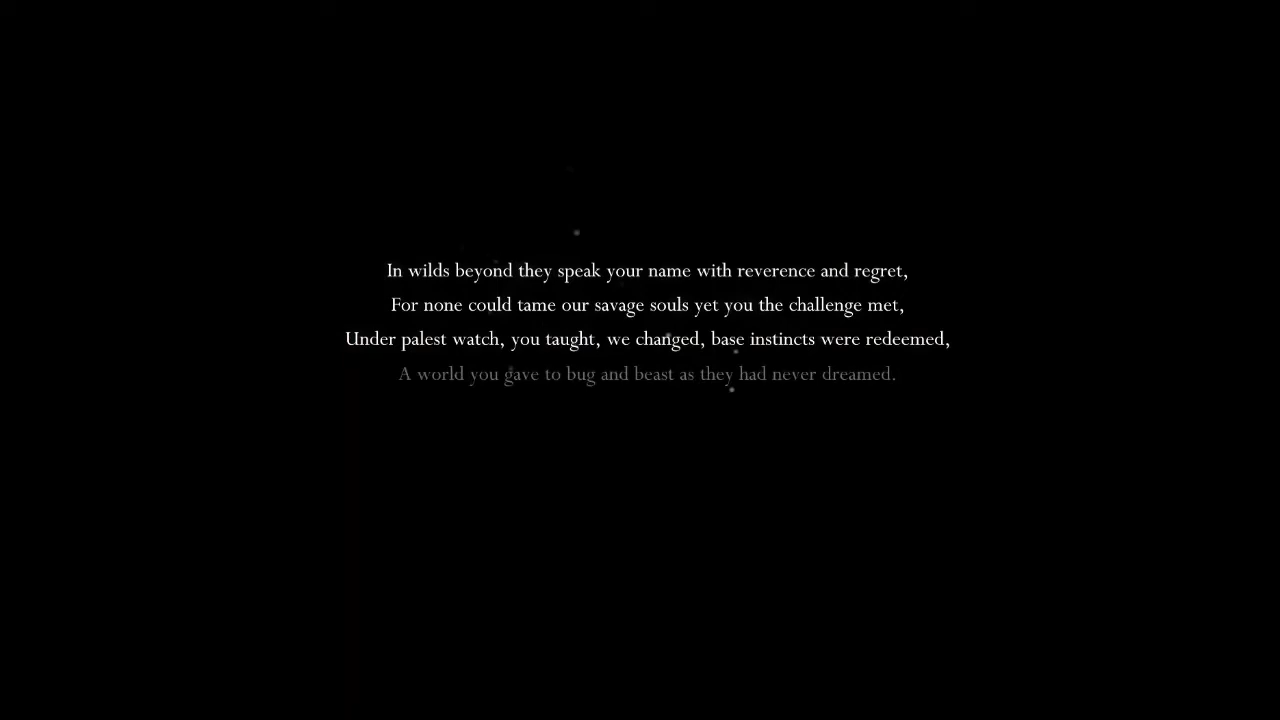 In wilds beyond they speak your name with reverence and regret,
For none could tame our savage souls yet you the challenge met,
Under palest watch, you taught, we changed, base instincts were redeemed,
A world you gave to bug and beast as they had never dreamed.